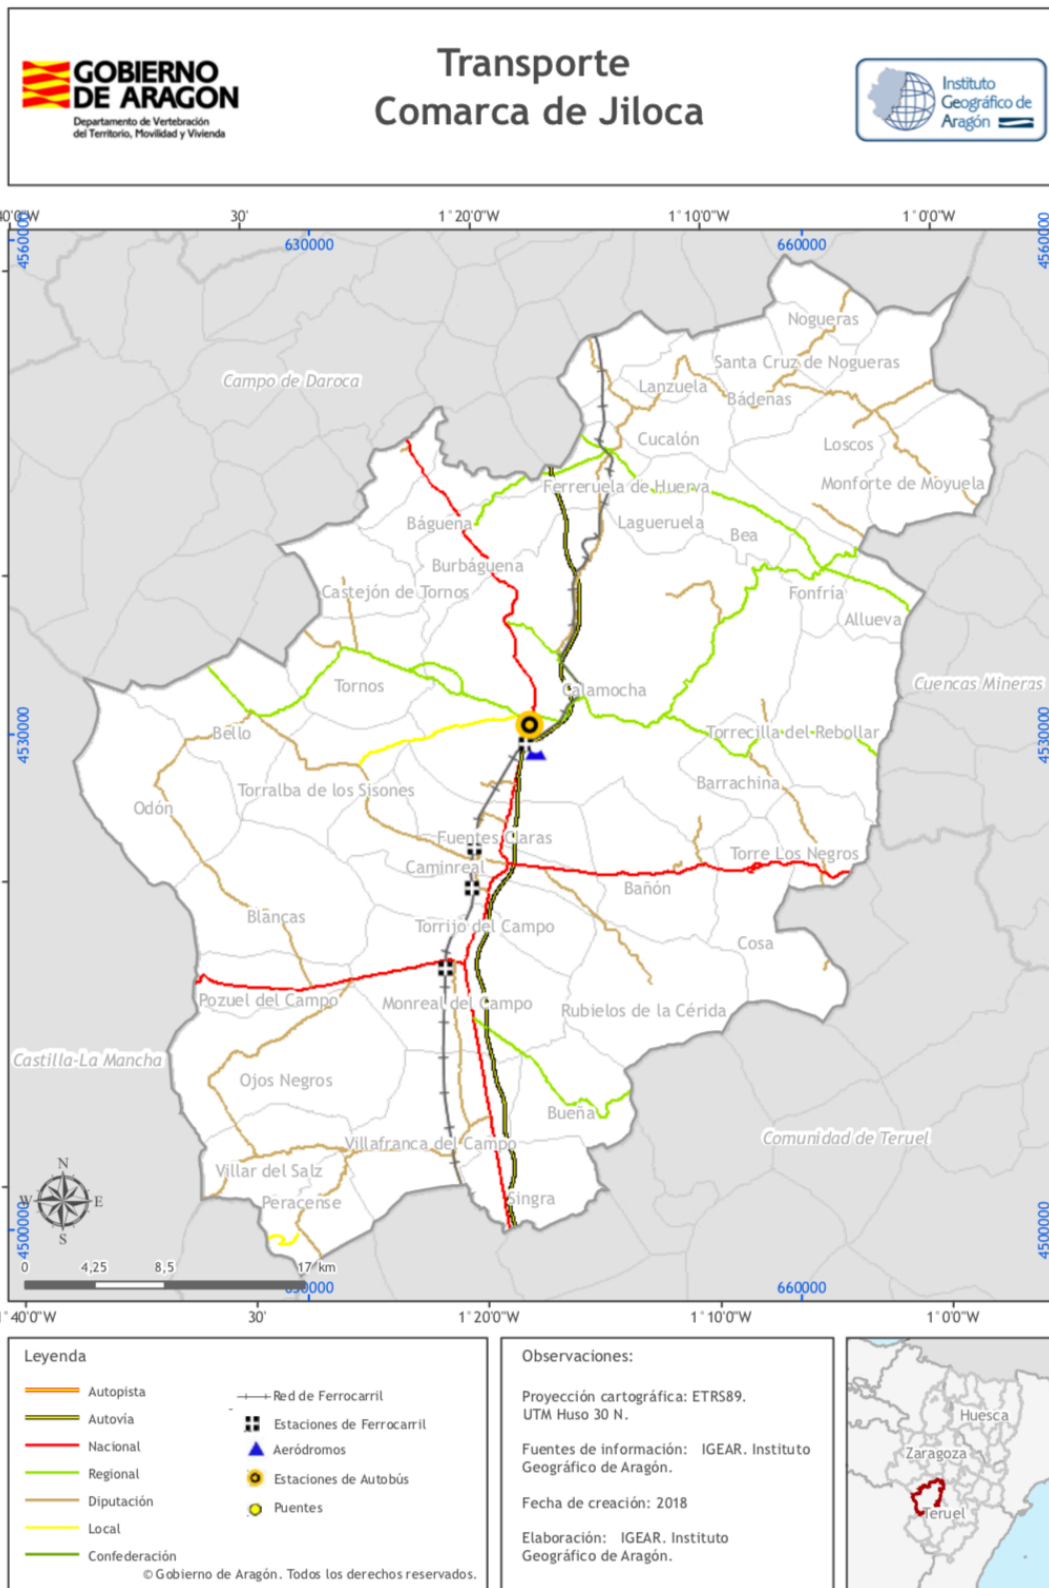 GOBIERNO
DE ARAGON
Departamento de Vertebración
del Territorio, Movilidad y Vivienda
Transporte
Comarca de Jiloca
Instituto
Geográfico de
Aragón
40'0"W 30' 1°20'0"W 1°10'0"W 1°0'0"W
4560000 630000 660000 4560000
Nogueras
Campo de Daroca
Santa Cruz de Nogueras
Lanzuela
Bádenas
Cucalón
Loscos
Ferreruela de Huerva
Monforte de Moyuela
Báguena
Lagueruela
Bea
Burbáguena
Castejón de Tornos
Fonfría
Allueva
Cuencas Mineras
Tornos
Calamocha
4530000
Bello
Torrecilla del Rebollar
4530000
Torralba de los Sisones
Barrachina
Odón
Fuentes Claras
Torre Los Negros
Caminreal
Bañón
Blancas
Torrijo del Campo
Cosa
Pozuel del Campo
Monreal del Campo
Rubielos de la Cérida
Castilla-La Mancha
Ojos Negros
Bueña
Comunidad de Teruel
Villafranca del Campo
Villar del Salz
N
W E
S
Peracense
Singra
4500000
4500000
0 4,25 8,5 17 km
630000 660000
1°40'0"W 30' 1°20'0"W 1°10'0"W 1°0'0"W
Leyenda
Autopista
Autovía
Nacional
Regional
Diputación
Local
Confederación
Red de Ferrocarril
Estaciones de Ferrocarril
Aeródromos
Estaciones de Autobús
Puentes
© Gobierno de Aragón. Todos los derechos reservados.
Observaciones:
Proyección cartográfica: ETRS89.
UTM Huso 30 N.
Fuentes de información: IGEAR. Instituto
Geográfico de Aragón.
Fecha de creación: 2018
Elaboración: IGEAR. Instituto
Geográfico de Aragón.
Huesca
Zaragoza
Teruel